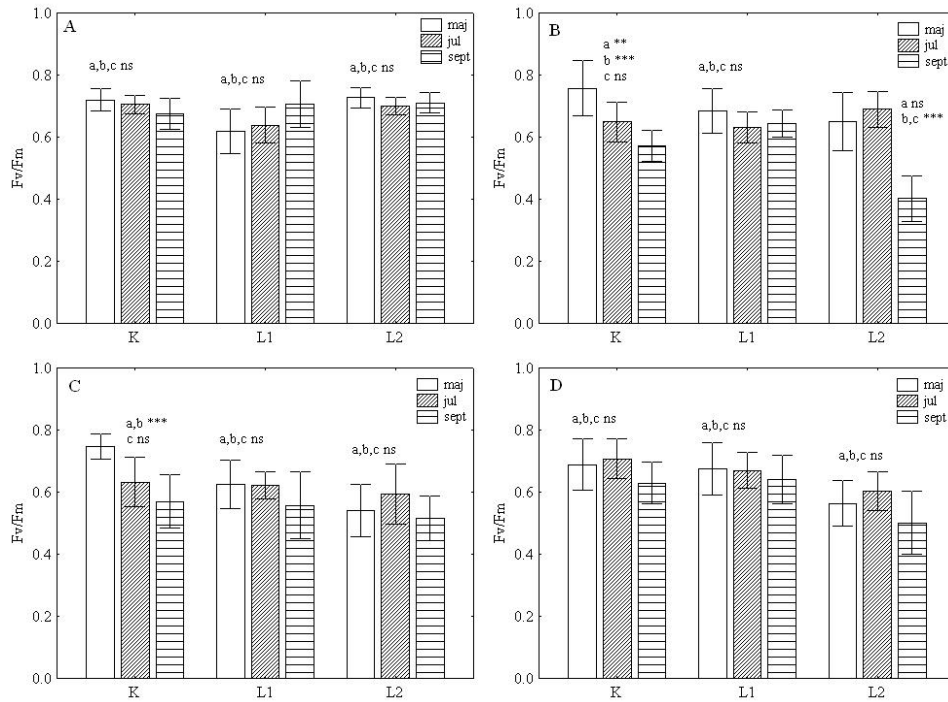 A
maj
jul
sept
a,b,c ns
a,b,c ns
a,b,c ns
Fv/Fm
1.0
0.8
0.6
0.4
0.2
0.0
K
L1
L2
B
maj
jul
sept
a **
b ***
c ns
a,b,c ns
a ns
b,c ***
Fv/Fm
1.0
0.8
0.6
0.4
0.2
0.0
K
L1
L2
C
maj
jul
sept
a,b ***
c ns
a,b,c ns
a,b,c ns
Fv/Fm
1.0
0.8
0.6
0.4
0.2
0.0
K
L1
L2
D
maj
jul
sept
a,b,c ns
a,b,c ns
a,b,c ns
Fv/Fm
1.0
0.8
0.6
0.4
0.2
0.0
K
L1
L2